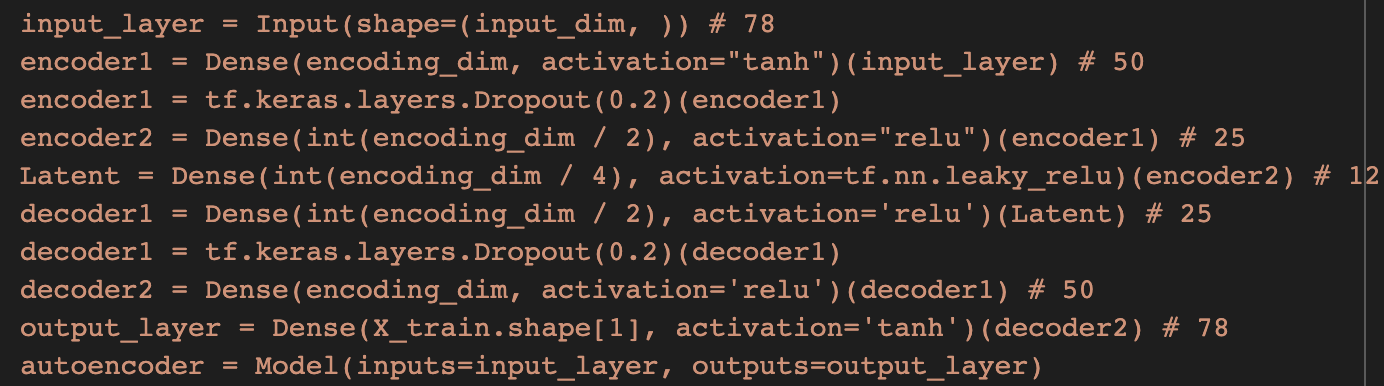 input_layer = Input(shape=(input_dim, )) # 78
encoder1 = Dense(encoding_dim, activation="tanh")(input_layer) # 50
encoder1 = tf.keras.layers.Dropout(0.2)(encoder1)
encoder2 = Dense(int(encoding_dim / 2), activation="relu")(encoder1) # 25
Latent = Dense(int(encoding_dim / 4), activation=tf.nn.leaky_relu)(encoder2) # 12
decoder1 = Dense(int(encoding_dim / 2), activation='relu')(Latent) # 25
decoder1 = tf.keras.layers.Dropout(0.2)(decoder1)
decoder2 = Dense(encoding_dim, activation='relu')(decoder1) # 50
output_layer = Dense(X_train.shape[1], activation='tanh')(decoder2) # 78
autoencoder = Model(inputs=input_layer, outputs=output_layer)